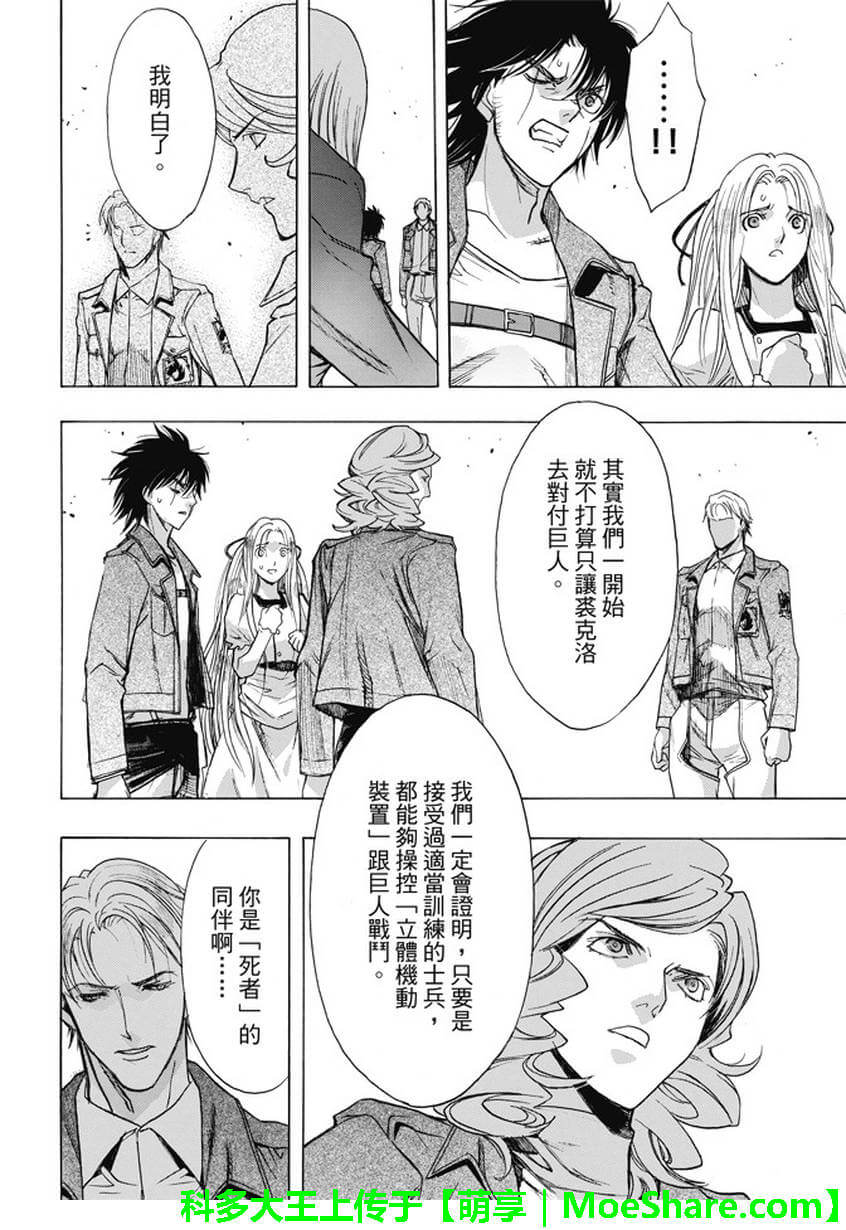 ……!!
我明白了。
其實我們一開始
就不打算只讓裘克洛
去對付巨人。
我們一定會證明，只要是
接受過適當訓練的士兵，
都能夠操控「立體機動
裝置」跟巨人戰鬥。
你是「死者」的
同伴啊……
科多大王上传于【萌享｜MoeShare.com】